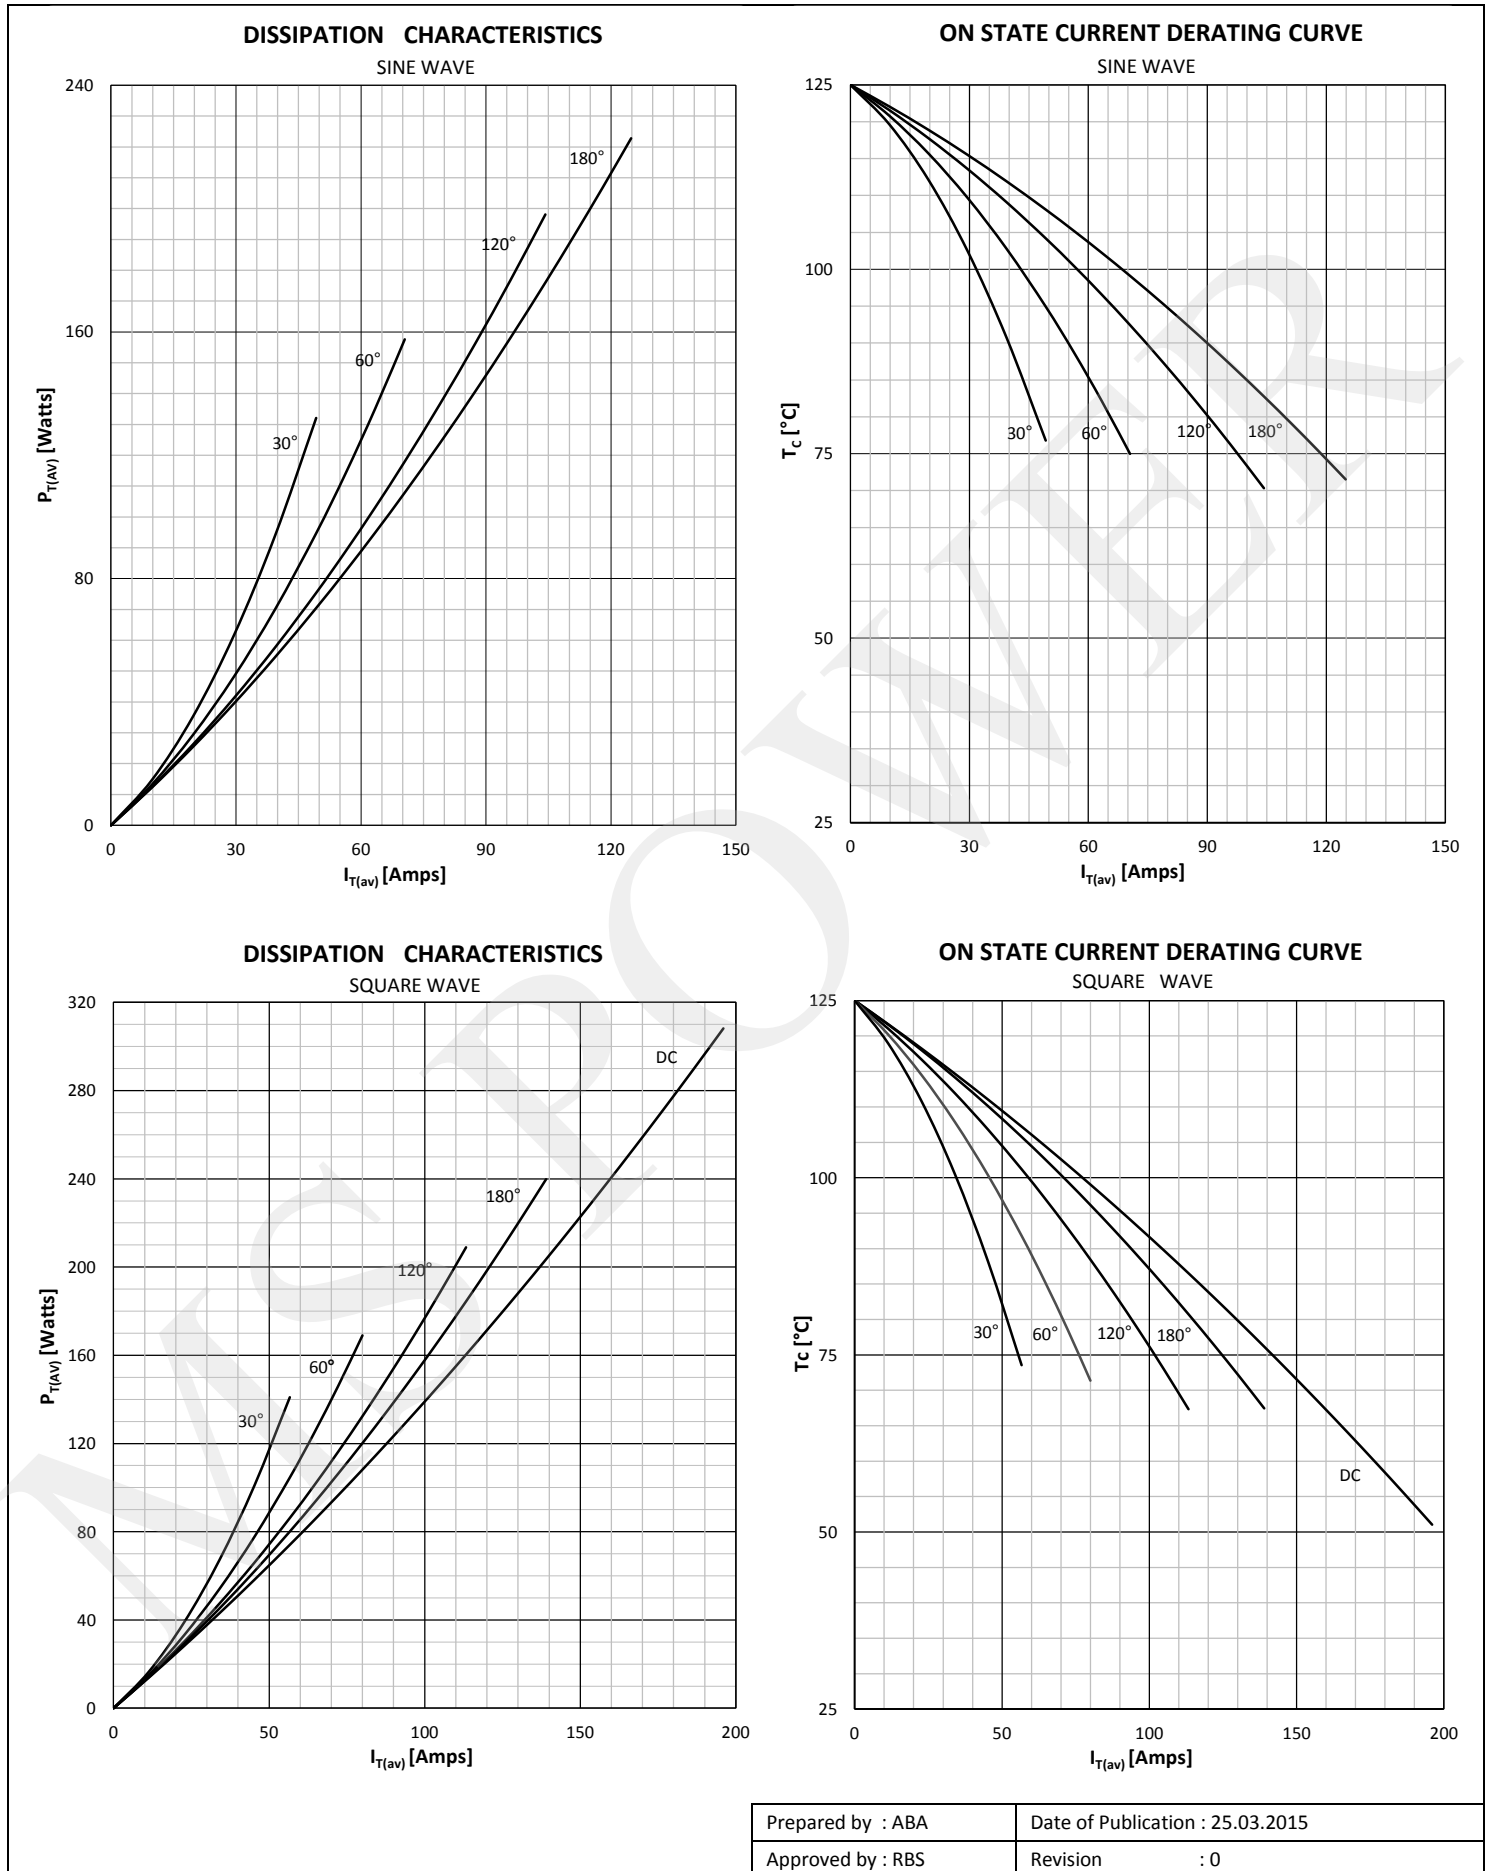 DISSIPATION CHARACTERISTICS
SINE WAVE
240
160
80
0
0 30 60 90 120 150
30°
60°
120°
180°
P_T(AV) [Watts]
I_T(av) [Amps]
ON STATE CURRENT DERATING CURVE
SINE WAVE
125
100
75
50
25
0 30 60 90 120 150
30° 60° 120° 180°
T_C [°C]
I_T(av) [Amps]
DISSIPATION CHARACTERISTICS
SQUARE WAVE
320
280
240
200
160
120
80
40
0
0 50 100 150 200
30°
60°
120°
180°
DC
P_T(AV) [Watts]
I_T(av) [Amps]
ON STATE CURRENT DERATING CURVE
SQUARE WAVE
125
100
75
50
25
0 50 100 150 200
30° 60° 120° 180°
DC
Tc [°C]
I_T(av) [Amps]
MS POWER
Prepared by : ABA Date of Publication : 25.03.2015
Approved by : RBS Revision : 0